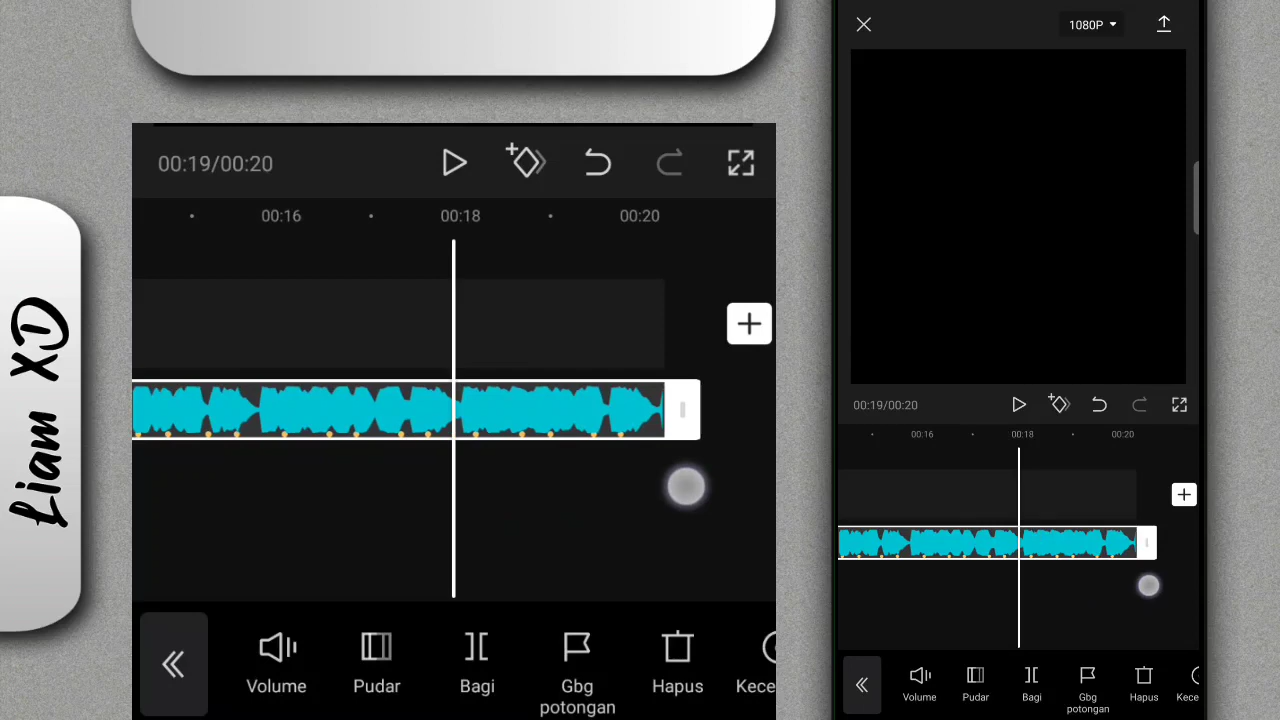 Liam XD
00:19/00:20
00:16
00:18
00:20
Volume
Pudar
Bagi
Gbg
potongan
Hapus
Kece
1080P
00:19/00:20
00:16
00:18
00:20
Volume
Pudar
Bagi
Gbg
potongan
Hapus
Kece